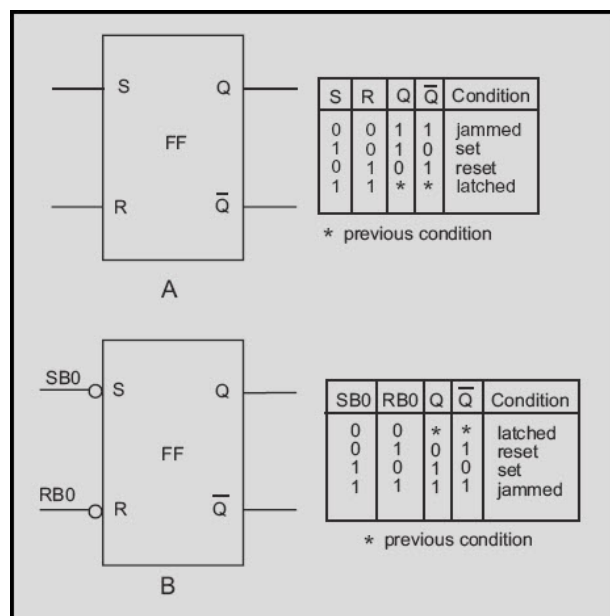 S Q
FF
R Q̅
A
S R Q Q̅ Condition
0 0 1 1 jammed
1 0 1 0 set
0 1 0 1 reset
1 1 * * latched
* previous condition
SB0 S Q
FF
RB0 R Q̅
B
SB0 RB0 Q Q̅ Condition
0 0 * * latched
0 1 0 1 reset
1 0 1 0 set
1 1 1 1 jammed
* previous condition